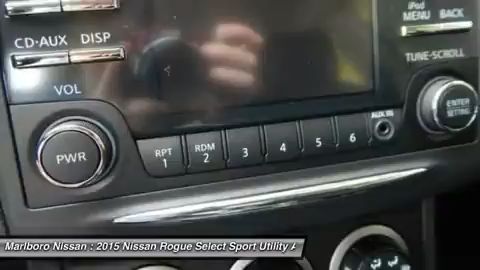 iPod
MENU BACK
CD·AUX DISP
TUNE·SCROLL
VOL
ENTER
SETTING
AUX IN
PWR
RPT
1
RDM
2
3
4
5
6
Marlboro Nissan : 2015 Nissan Rogue Select Sport Utility A